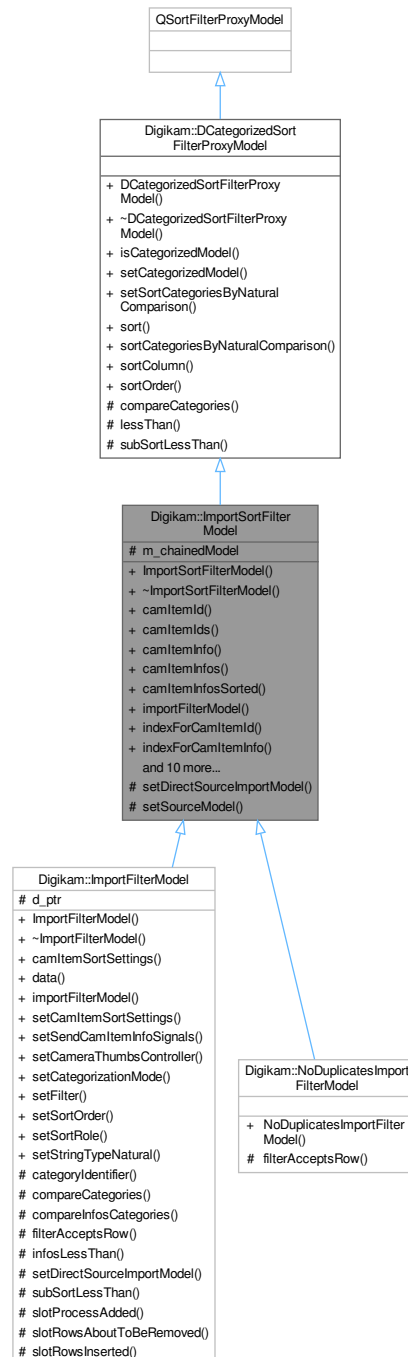 QSortFilterProxyModel
Digikam::DCategorizedSort
FilterProxyModel
+ DCategorizedSortFilterProxy
Model()
+ ~DCategorizedSortFilterProxy
Model()
+ isCategorizedModel()
+ setCategorizedModel()
+ setSortCategoriesByNatural
Comparison()
+ sort()
+ sortCategoriesByNaturalComparison()
+ sortColumn()
+ sortOrder()
# compareCategories()
# lessThan()
# subSortLessThan()
Digikam::ImportSortFilter
Model
# m_chainedModel
+ ImportSortFilterModel()
+ ~ImportSortFilterModel()
+ camItemId()
+ camItemIds()
+ camItemInfo()
+ camItemInfos()
+ camItemInfosSorted()
+ importFilterModel()
+ indexForCamItemId()
+ indexForCamItemInfo()
and 10 more...
# setDirectSourceImportModel()
# setSourceModel()
Digikam::ImportFilterModel
# d_ptr
+ ImportFilterModel()
+ ~ImportFilterModel()
+ camItemSortSettings()
+ data()
+ importFilterModel()
+ setCamItemSortSettings()
+ setSendCamItemInfoSignals()
+ setCameraThumbsController()
+ setCategorizationMode()
+ setFilter()
+ setSortOrder()
+ setSortRole()
+ setStringTypeNatural()
# categoryIdentifier()
# compareCategories()
# compareInfosCategories()
# filterAcceptsRow()
# infosLessThan()
# setDirectSourceImportModel()
# subSortLessThan()
# slotProcessAdded()
# slotRowsAboutToBeRemoved()
# slotRowsInserted()
Digikam::NoDuplicatesImport
FilterModel
+ NoDuplicatesImportFilter
Model()
# filterAcceptsRow()